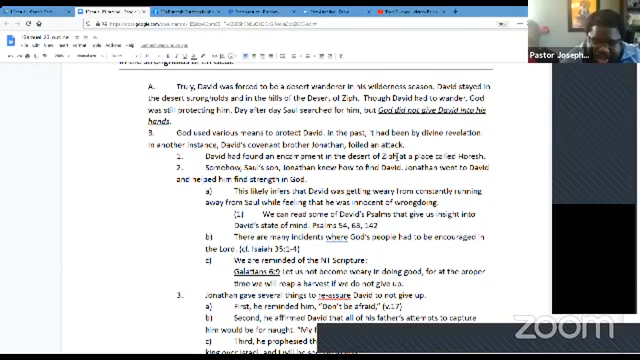 1Samuel 23 outline
in the strongholds of En Gedi.
A. Truly, David was forced to be a desert wanderer in his wilderness season. David stayed in
the desert strongholds and in the hills of the Desert of Ziph. Though David had to wander, God
was still protecting him. Day after day Saul searched for him, but God did not give David into his
hands.
B. God used various means to protect David. In the past, it had been by divine revelation.
In another instance, David's covenant brother Jonathan, foiled an attack.
1. David had found an encampment in the desert of Ziph at a place called Horesh.
2. Somehow, Saul's son, Jonathan knew how to find David. Jonathan went to David
and helped him find strength in God.
a) This likely infers that David was getting weary from constantly running
away from Saul while feeling that he was innocent of wrongdoing.
(1) We can read some of David's Psalms that give us insight into
David's state of mind. Psalms 54, 63, 142
b) There are many incidents where God's people had to be encouraged in
the Lord. (cf. Isaiah 35:1-4)
c) We are reminded of the NT Scripture:
Galatians 6:9 Let us not become weary in doing good, for at the proper
time we will reap a harvest if we do not give up.
3. Jonathan gave several things to re-assure David to not give up.
a) First, he reminded him, "Don't be afraid," (v.17)
b) Second, he affirmed David that all of his father's attempts to capture
him would be for naught. "My
c) Third, he prophesied
king over Israel, and I will be
Pastor Joseph
zoom